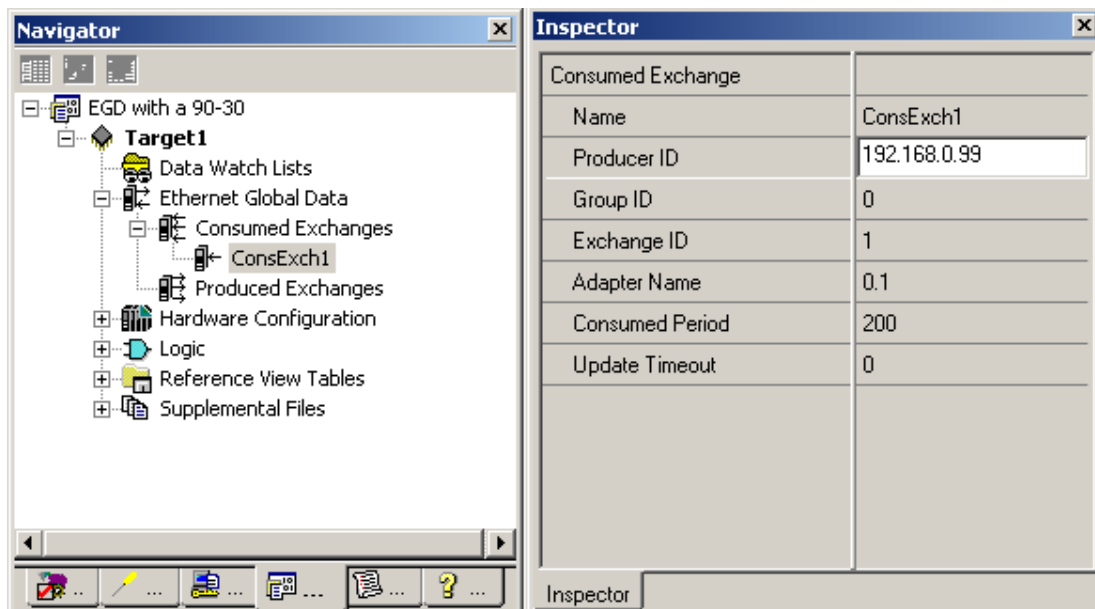 Navigator
EGD with a 90-30
Target1
Data Watch Lists
Ethernet Global Data
Consumed Exchanges
ConsExch1
Produced Exchanges
Hardware Configuration
Logic
Reference View Tables
Supplemental Files
.. ... ... ... ... ...
Inspector
Consumed Exchange
Name ConsExch1
Producer ID 192.168.0.99
Group ID 0
Exchange ID 1
Adapter Name 0.1
Consumed Period 200
Update Timeout 0
Inspector